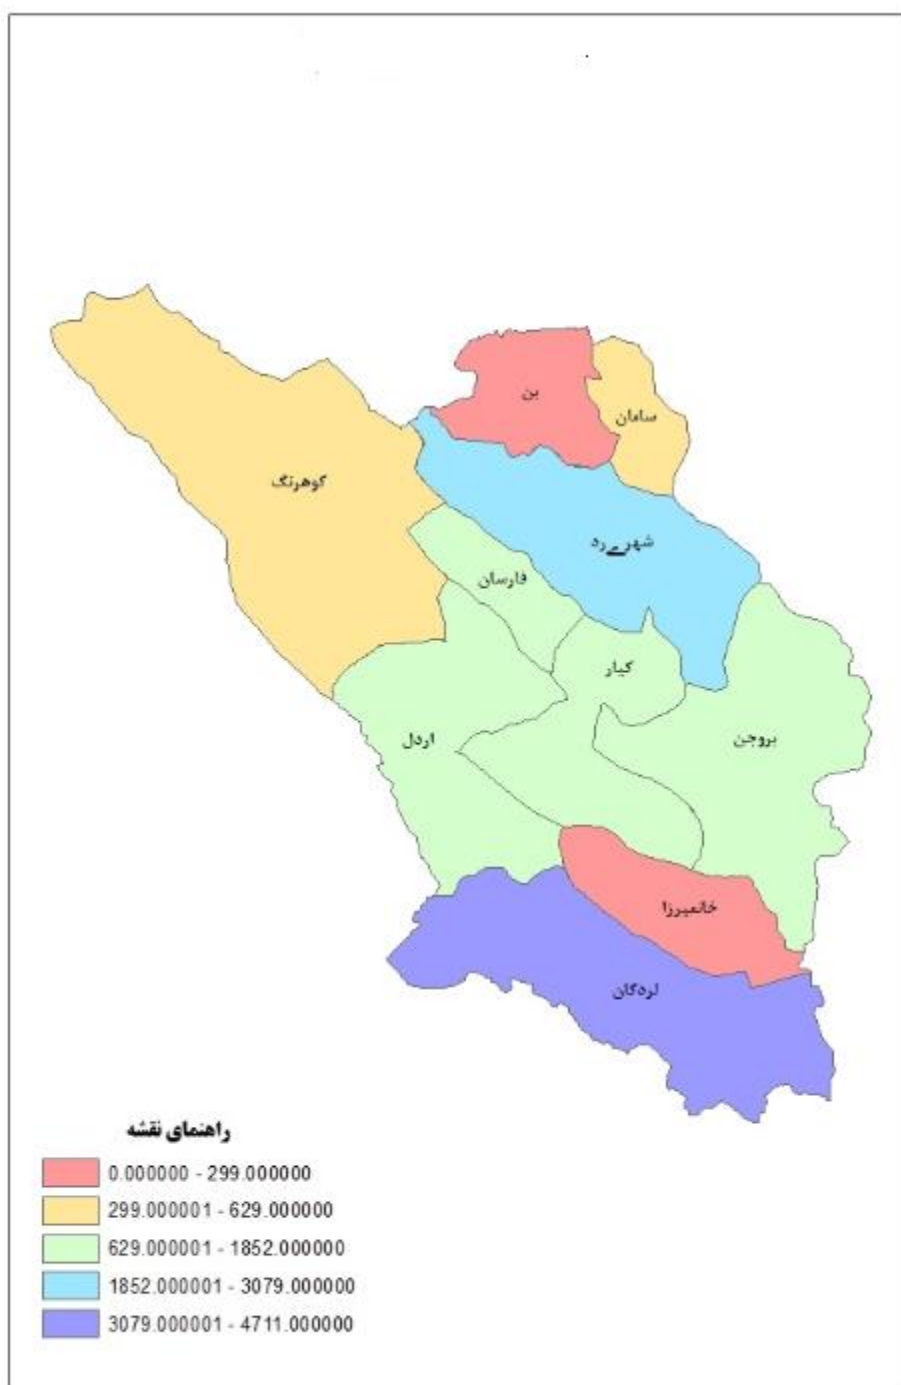 بن
سامان
کوهرنگ
شهرےرد
فارسان
کیار
اردل
بروجن
خانمیرزا
لردگان
راهنمای نقشه
0.000000 - 299.000000
299.000001 - 629.000000
629.000001 - 1852.000000
1852.000001 - 3079.000000
3079.000001 - 4711.000000